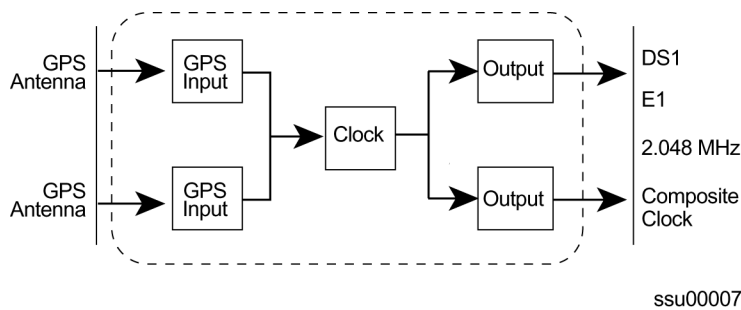 GPS
Antenna
GPS
Input
Clock
Output
DS1
E1
2.048 MHz
GPS
Antenna
GPS
Input
Output
Composite
Clock
ssu00007